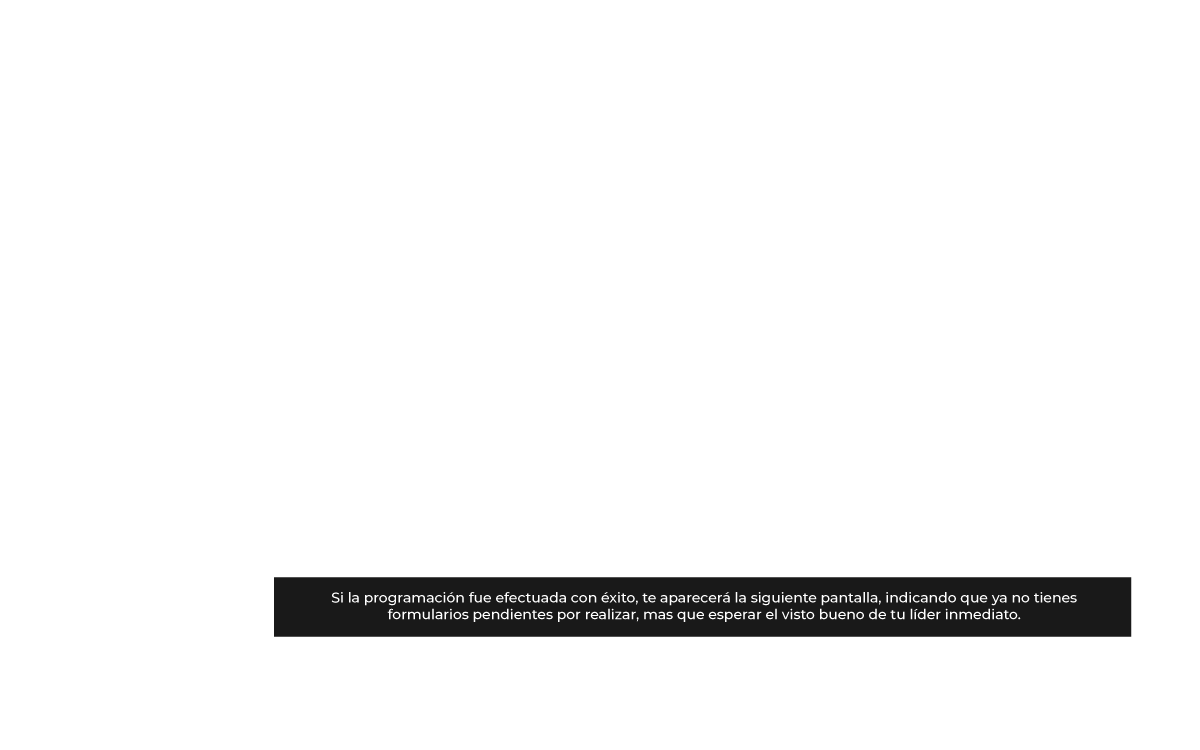 Si la programación fue efectuada con éxito, te aparecerá la siguiente pantalla, indicando que ya no tienes
formularios pendientes por realizar, mas que esperar el visto bueno de tu líder inmediato.